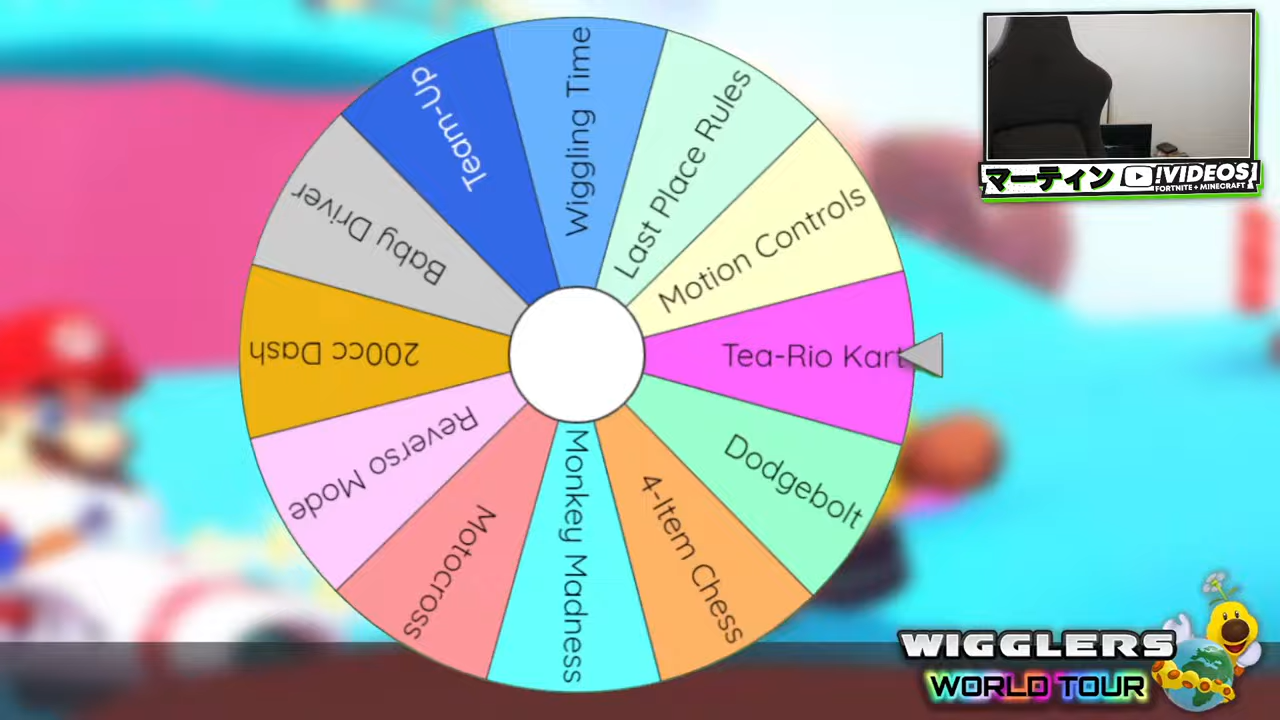 Wiggling Time
Last Place Rules
Motion Controls
Tea-Rio Kart
Dodgebolt
4-Item Chess
Monkey Madness
Motocross
Reverso Mode
200cc Dash
Baby Driver
Team-Up
マーティン
!VIDEOS
FORTNITE + MINECRAFT
WIGGLERS
WORLD TOUR